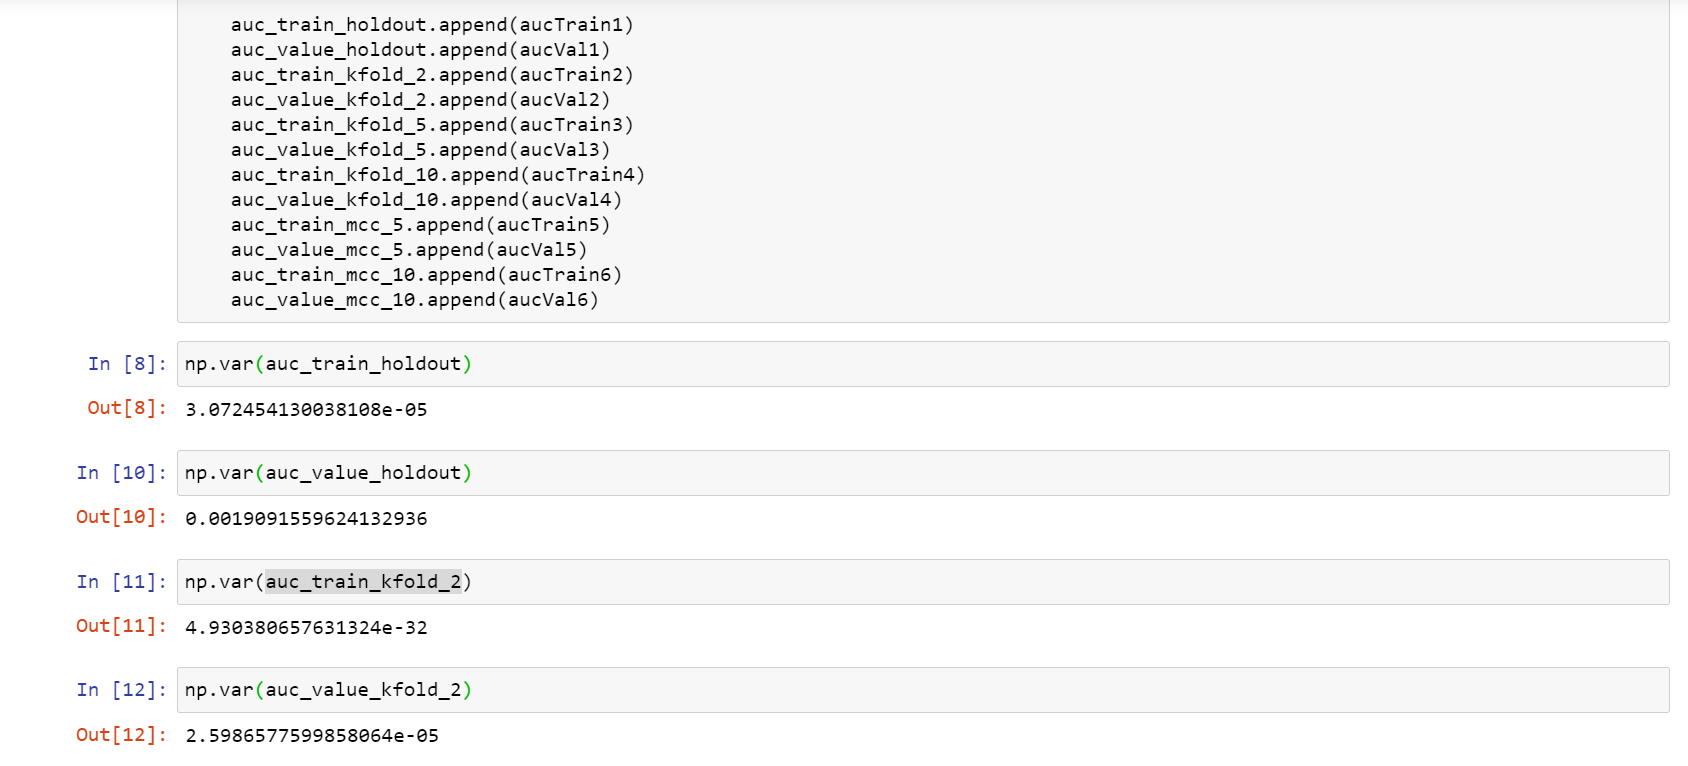 auc_train_holdout.append(aucTrain1)
auc_value_holdout.append(aucVal1)
auc_train_kfold_2.append(aucTrain2)
auc_value_kfold_2.append(aucVal2)
auc_train_kfold_5.append(aucTrain3)
auc_value_kfold_5.append(aucVal3)
auc_train_kfold_10.append(aucTrain4)
auc_value_kfold_10.append(aucVal4)
auc_train_mcc_5.append(aucTrain5)
auc_value_mcc_5.append(aucVal5)
auc_train_mcc_10.append(aucTrain6)
auc_value_mcc_10.append(aucVal6)
In [8]: np.var(auc_train_holdout)
Out[8]: 3.072454130038108e-05
In [10]: np.var(auc_value_holdout)
Out[10]: 0.0019091559624132936
In [11]: np.var(auc_train_kfold_2)
Out[11]: 4.930380657631324e-32
In [12]: np.var(auc_value_kfold_2)
Out[12]: 2.5986577599858064e-05